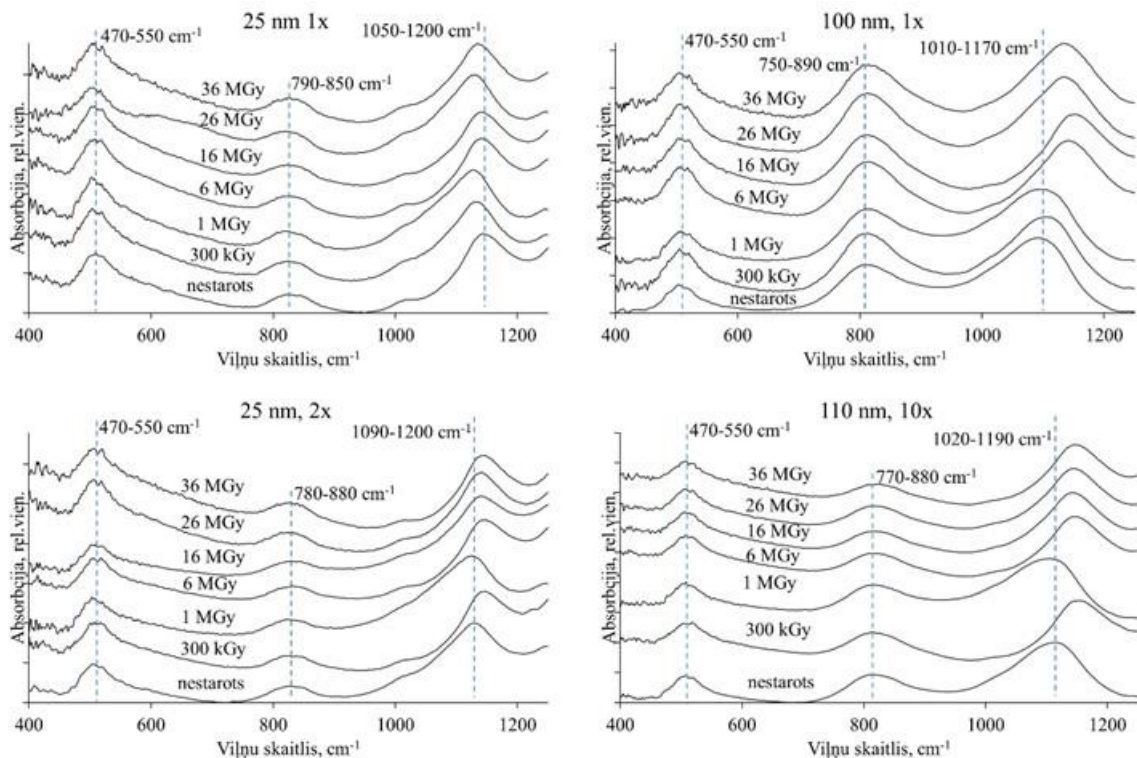 25 nm 1x
470-550 cm-1
1050-1200 cm-1
790-850 cm-1
36 MGy
26 MGy
16 MGy
6 MGy
1 MGy
300 kGy
nestarots
Absorbcija, rel.vien.
400 600 800 1000 1200
Viļņu skaitlis, cm-1
100 nm, 1x
470-550 cm-1
1010-1170 cm-1
750-890 cm-1
36 MGy
26 MGy
16 MGy
6 MGy
1 MGy
300 kGy
nestarots
Absorbcija, rel.vien.
400 600 800 1000 1200
Viļņu skaitlis, cm-1
25 nm, 2x
470-550 cm-1
1090-1200 cm-1
780-880 cm-1
36 MGy
26 MGy
16 MGy
6 MGy
1 MGy
300 kGy
nestarots
Absorbcija, rel.vien.
400 600 800 1000 1200
Viļņu skaitlis, cm-1
110 nm, 10x
470-550 cm-1
1020-1190 cm-1
770-880 cm-1
36 MGy
26 MGy
16 MGy
6 MGy
1 MGy
300 kGy
nestarots
Absorbcija, rel.vien.
400 600 800 1000 1200
Viļņu skaitlis, cm-1